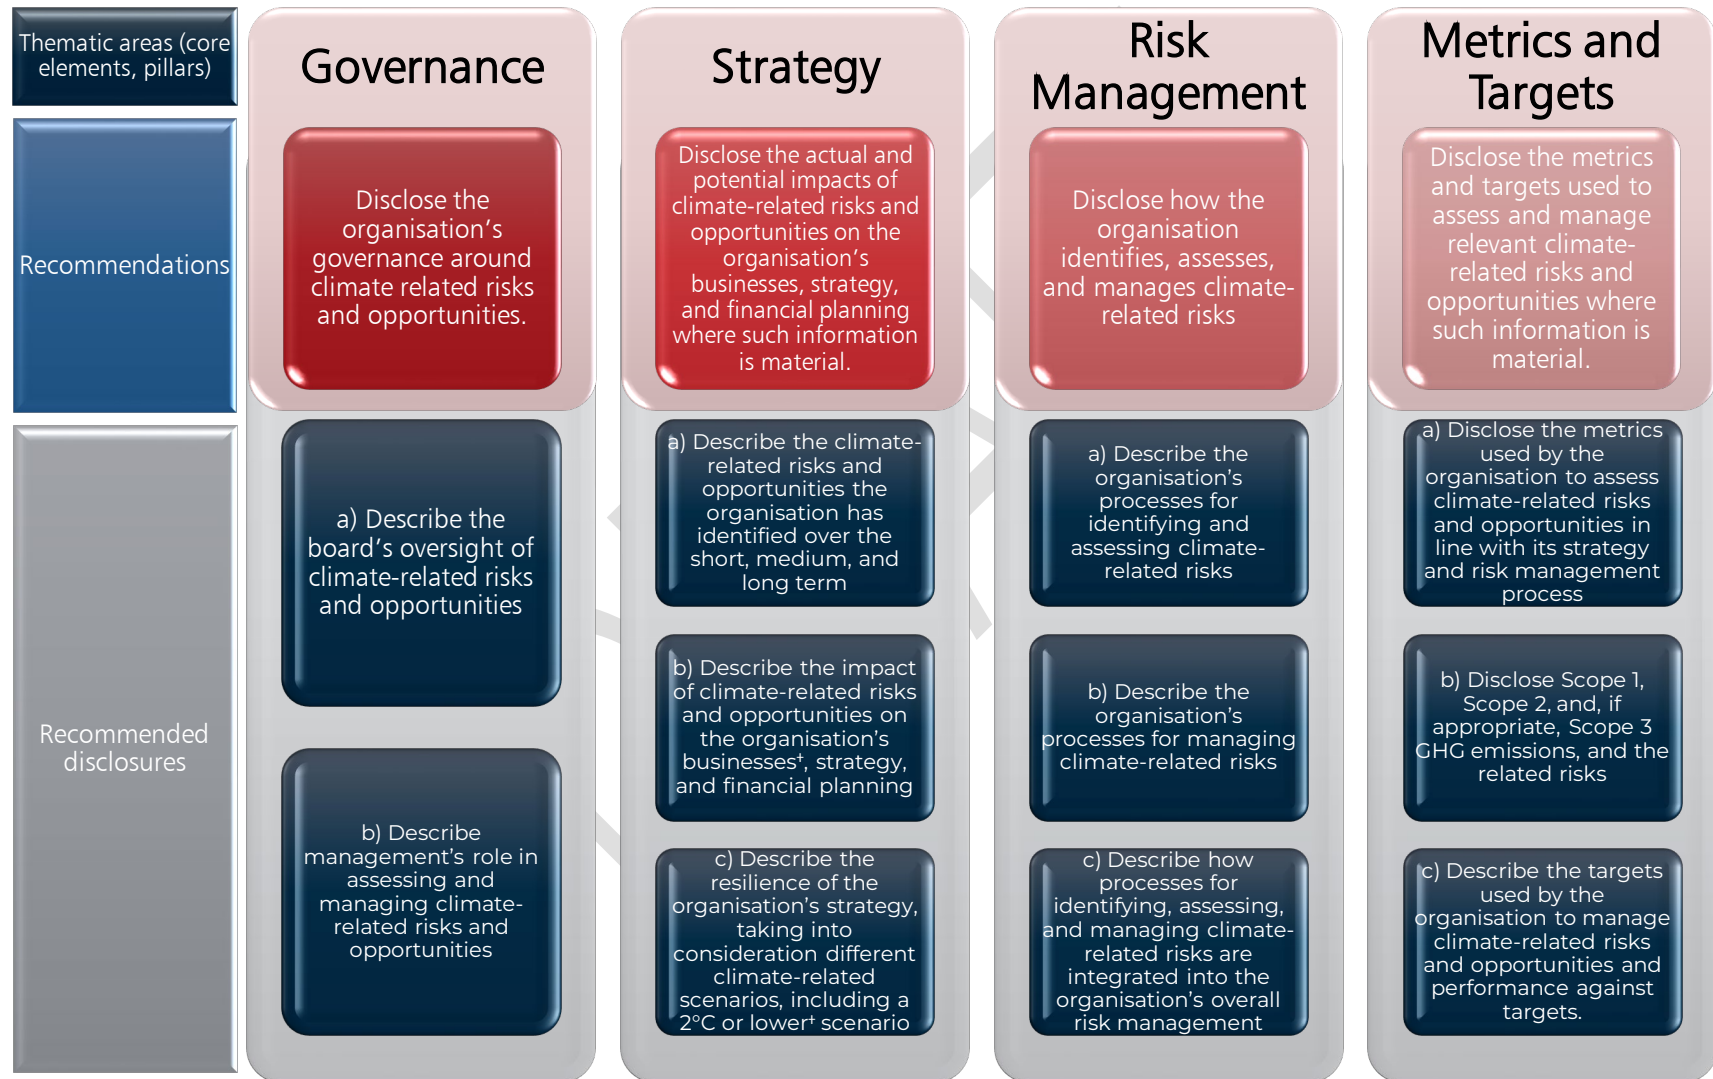 Thematic areas (core
elements, pillars)
Governance
Strategy
Risk
Management
Metrics and
Targets
Recommendations
Disclose the
organisation’s
governance around
climate related risks
and opportunities.
Disclose the actual and
potential impacts of
climate-related risks and
opportunities on the
organisation’s
businesses, strategy,
and financial planning
where such information
is material.
Disclose how the
organisation
identifies, assesses,
and manages climate-
related risks
Disclose the metrics
and targets used to
assess and manage
relevant climate-
related risks and
opportunities where
such information is
material.
Recommended
disclosures
a) Describe the
board’s oversight of
climate-related risks
and opportunities
b) Describe
management’s role in
assessing and
managing climate-
related risks and
opportunities
a) Describe the climate-
related risks and
opportunities the
organisation has
identified over the
short, medium, and
long term
b) Describe the impact
of climate-related risks
and opportunities on
the organisation’s
businesses†, strategy,
and financial planning
c) Describe the
resilience of the
organisation’s strategy,
taking into
consideration different
climate-related
scenarios, including a
2°C or lower† scenario
a) Describe the
organisation’s
processes for
identifying and
assessing climate-
related risks
b) Describe the
organisation’s
processes for managing
climate-related risks
c) Describe how
processes for
identifying, assessing,
and managing climate-
related risks are
integrated into the
organisation’s overall
risk management
a) Disclose the metrics
used by the
organisation to assess
climate-related risks
and opportunities in
line with its strategy
and risk management
process
b) Disclose Scope 1,
Scope 2, and, if
appropriate, Scope 3
GHG emissions, and the
related risks
c) Describe the targets
used by the
organisation to manage
climate-related risks
and opportunities and
performance against
targets.